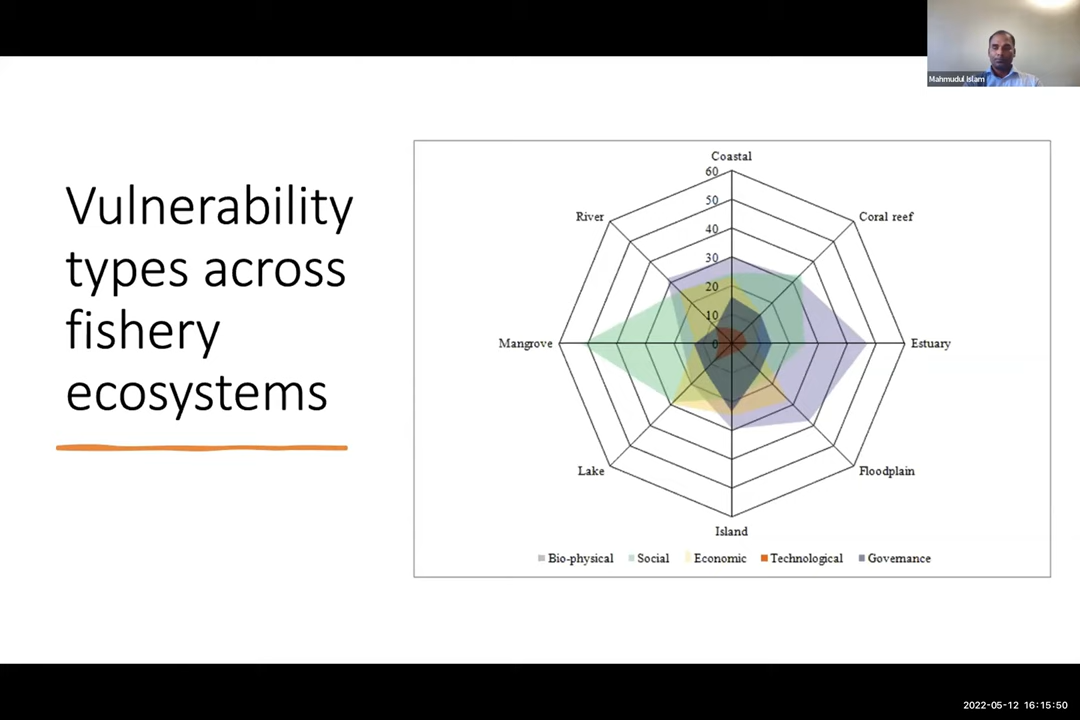 Mahmudul Islam
Vulnerability
types across
fishery
ecosystems
Coastal
60
50
40
30
20
10
0
River
Coral reef
Mangrove
Estuary
Lake
Floodplain
Island
Bio-physical Social Economic Technological Governance
2022-05-12 16:15:50